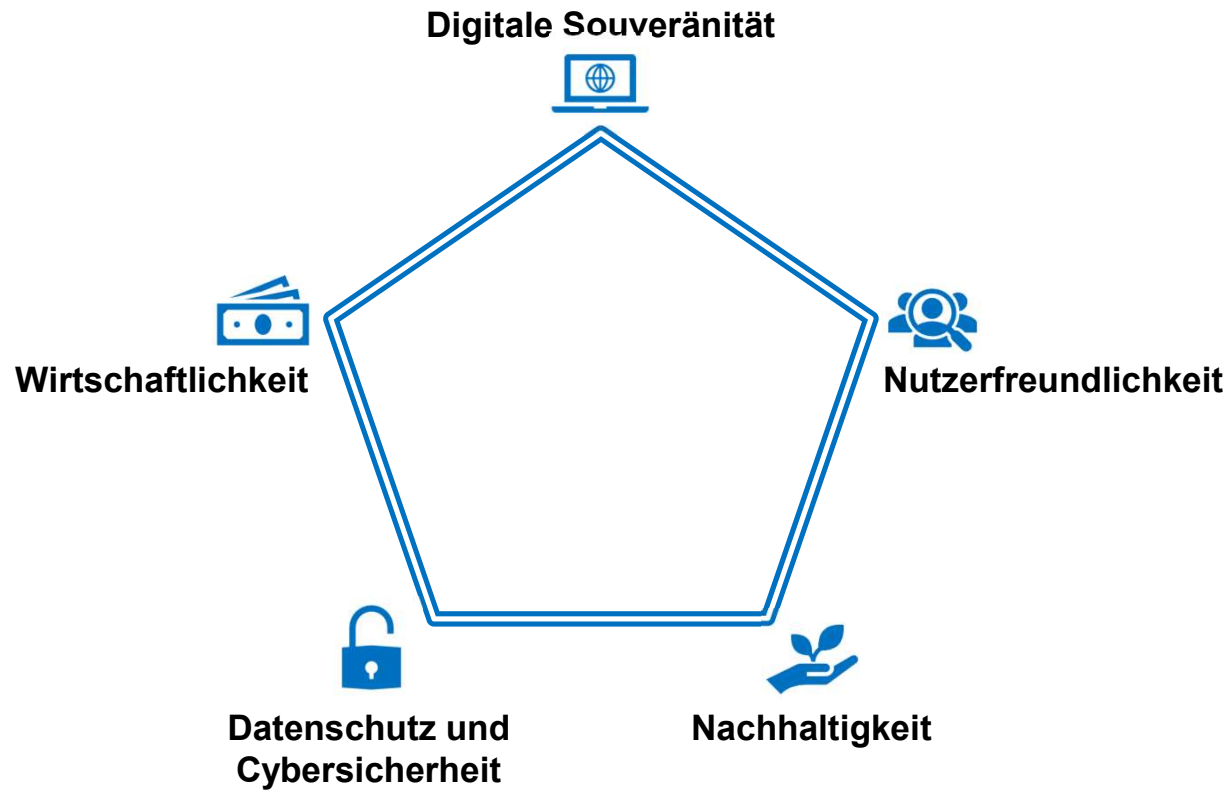 Digitale Souveränität
Wirtschaftlichkeit
Nutzerfreundlichkeit
Datenschutz und
Cybersicherheit
Nachhaltigkeit